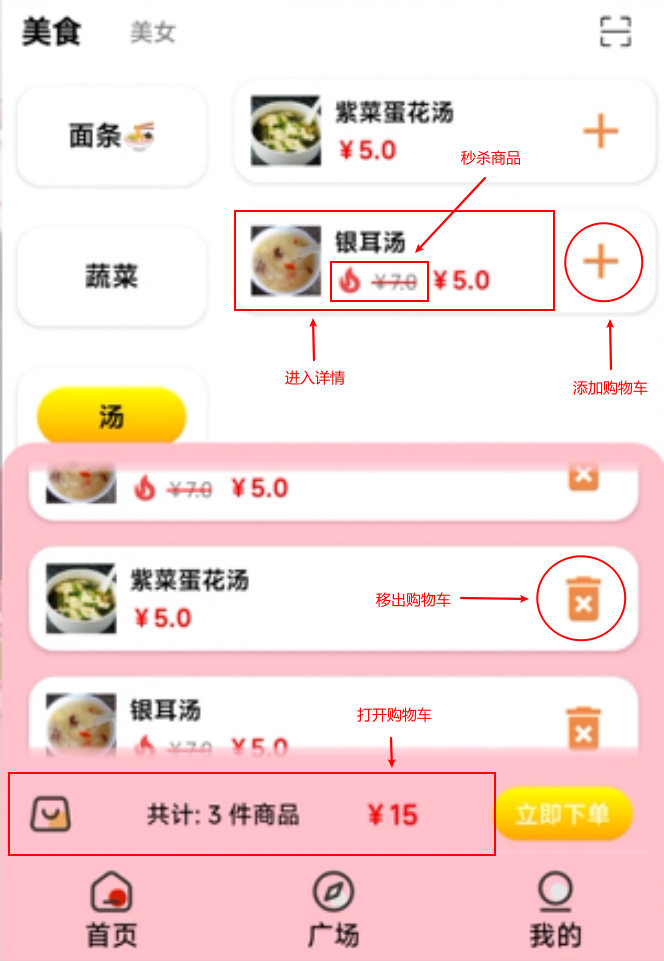 美食
美女
面条
紫菜蛋花汤
¥5.0
秒杀商品
蔬菜
银耳汤
¥7.0 ¥5.0
进入详情
添加购物车
汤
¥7.0 ¥5.0
紫菜蛋花汤
¥5.0
移出购物车
银耳汤
¥7.0 ¥5.0
打开购物车
共计: 3 件商品
¥15
立即下单
首页
广场
我的